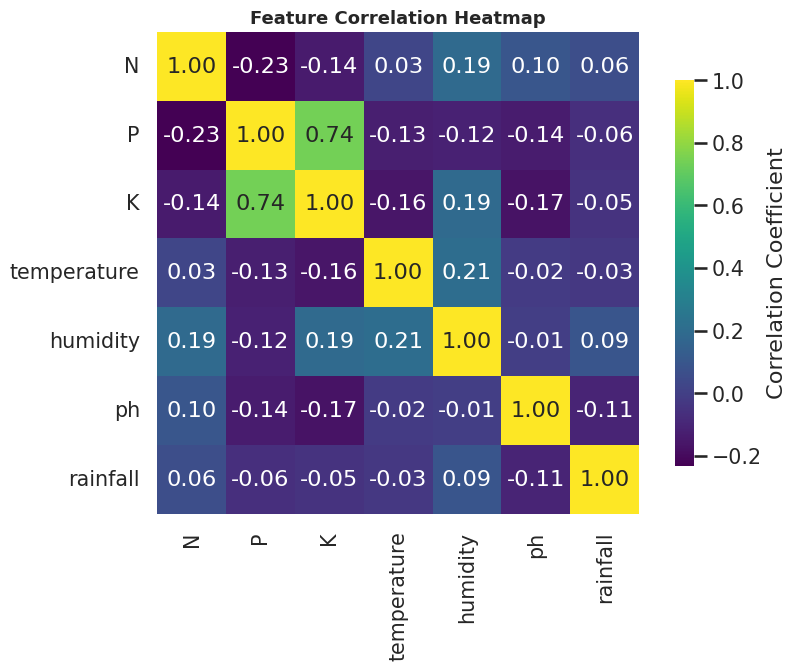 Feature Correlation Heatmap
N 1.00 -0.23 -0.14 0.03 0.19 0.10 0.06
P -0.23 1.00 0.74 -0.13 -0.12 -0.14 -0.06
K -0.14 0.74 1.00 -0.16 0.19 -0.17 -0.05
temperature 0.03 -0.13 -0.16 1.00 0.21 -0.02 -0.03
humidity 0.19 -0.12 0.19 0.21 1.00 -0.01 0.09
ph 0.10 -0.14 -0.17 -0.02 -0.01 1.00 -0.11
rainfall 0.06 -0.06 -0.05 -0.03 0.09 -0.11 1.00
N P K temperature humidity ph rainfall
1.0
0.8
0.6
0.4
0.2
0.0
−0.2
Correlation Coefficient